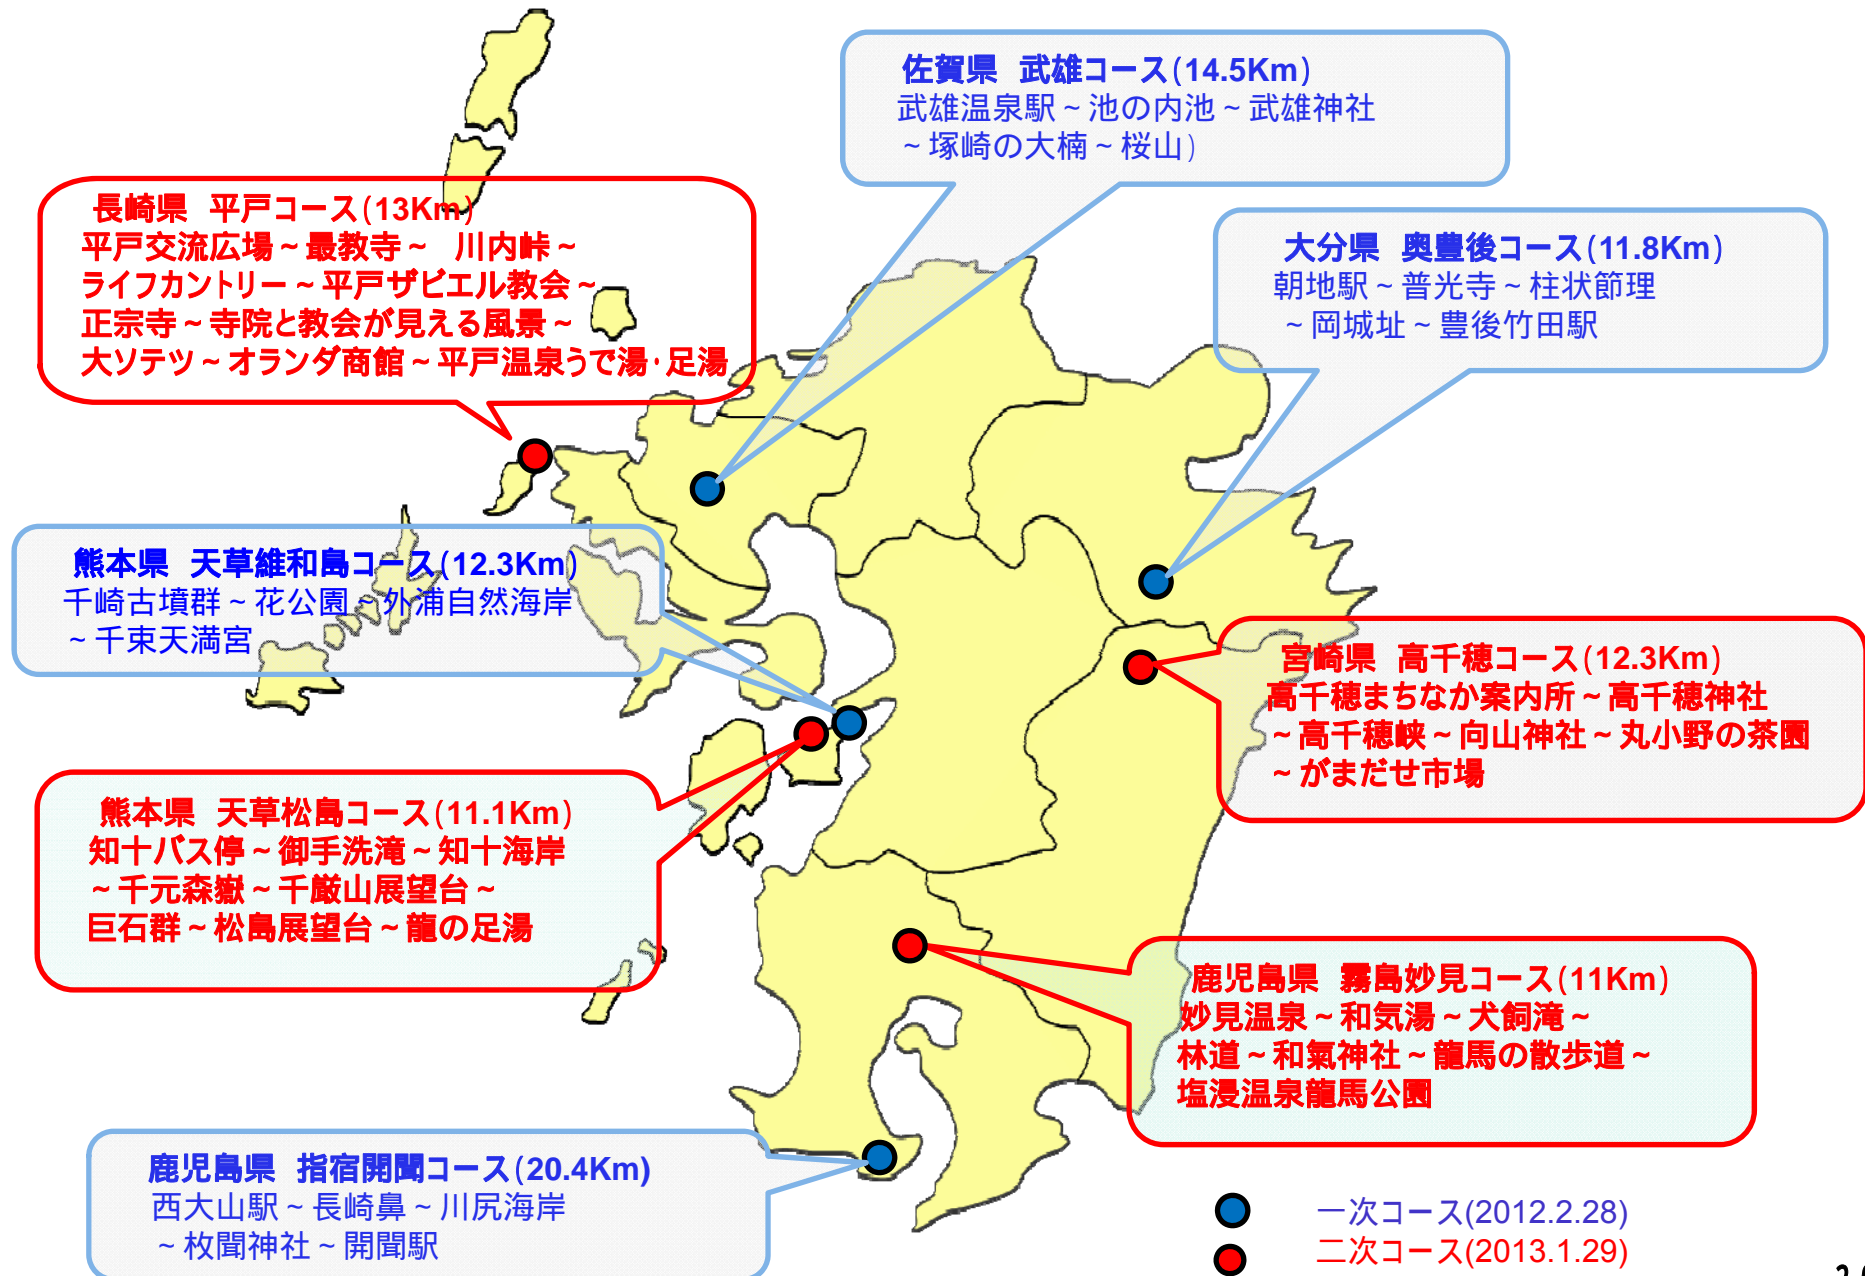 佐賀県 武雄コース(14.5Km)
武雄温泉駅~池の内池~武雄神社
~塚崎の大楠~桜山)
長崎県 平戸コース(13Km)
平戸交流広場~最教寺~ 川内峠~
ライフカントリー~平戸ザビエル教会~
正宗寺~寺院と教会が見える風景~
大ソテツ~オランダ商館~平戸温泉うで湯・足湯
大分県 奥豊後コース(11.8Km)
朝地駅~普光寺~柱状節理
~岡城址~豊後竹田駅
熊本県 天草維和島コース(12.3Km)
千崎古墳群~花公園~外浦自然海岸
~千束天満宮
宮崎県 高千穂コース(12.3Km)
高千穂まちなか案内所~高千穂神社
~高千穂峡~向山神社~丸小野の茶園
~がまだせ市場
熊本県 天草松島コース(11.1Km)
知十バス停~御手洗滝~知十海岸
~千元森嶽~千厳山展望台~
巨石群~松島展望台~龍の足湯
鹿児島県 霧島妙見コース(11Km)
妙見温泉~和気湯~犬飼滝~
林道~和氣神社~龍馬の散歩道~
塩浸温泉龍馬公園
鹿児島県 指宿開聞コース(20.4Km)
西大山駅~長崎鼻~川尻海岸
~枚聞神社~開聞駅
一次コース(2012.2.28)
二次コース(2013.1.29)